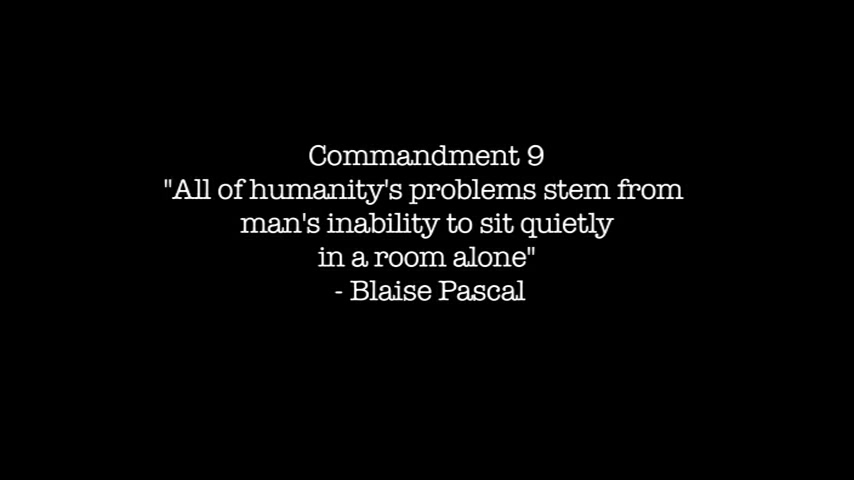 Commandment 9
"All of humanity's problems stem from
man's inability to sit quietly
in a room alone"
- Blaise Pascal